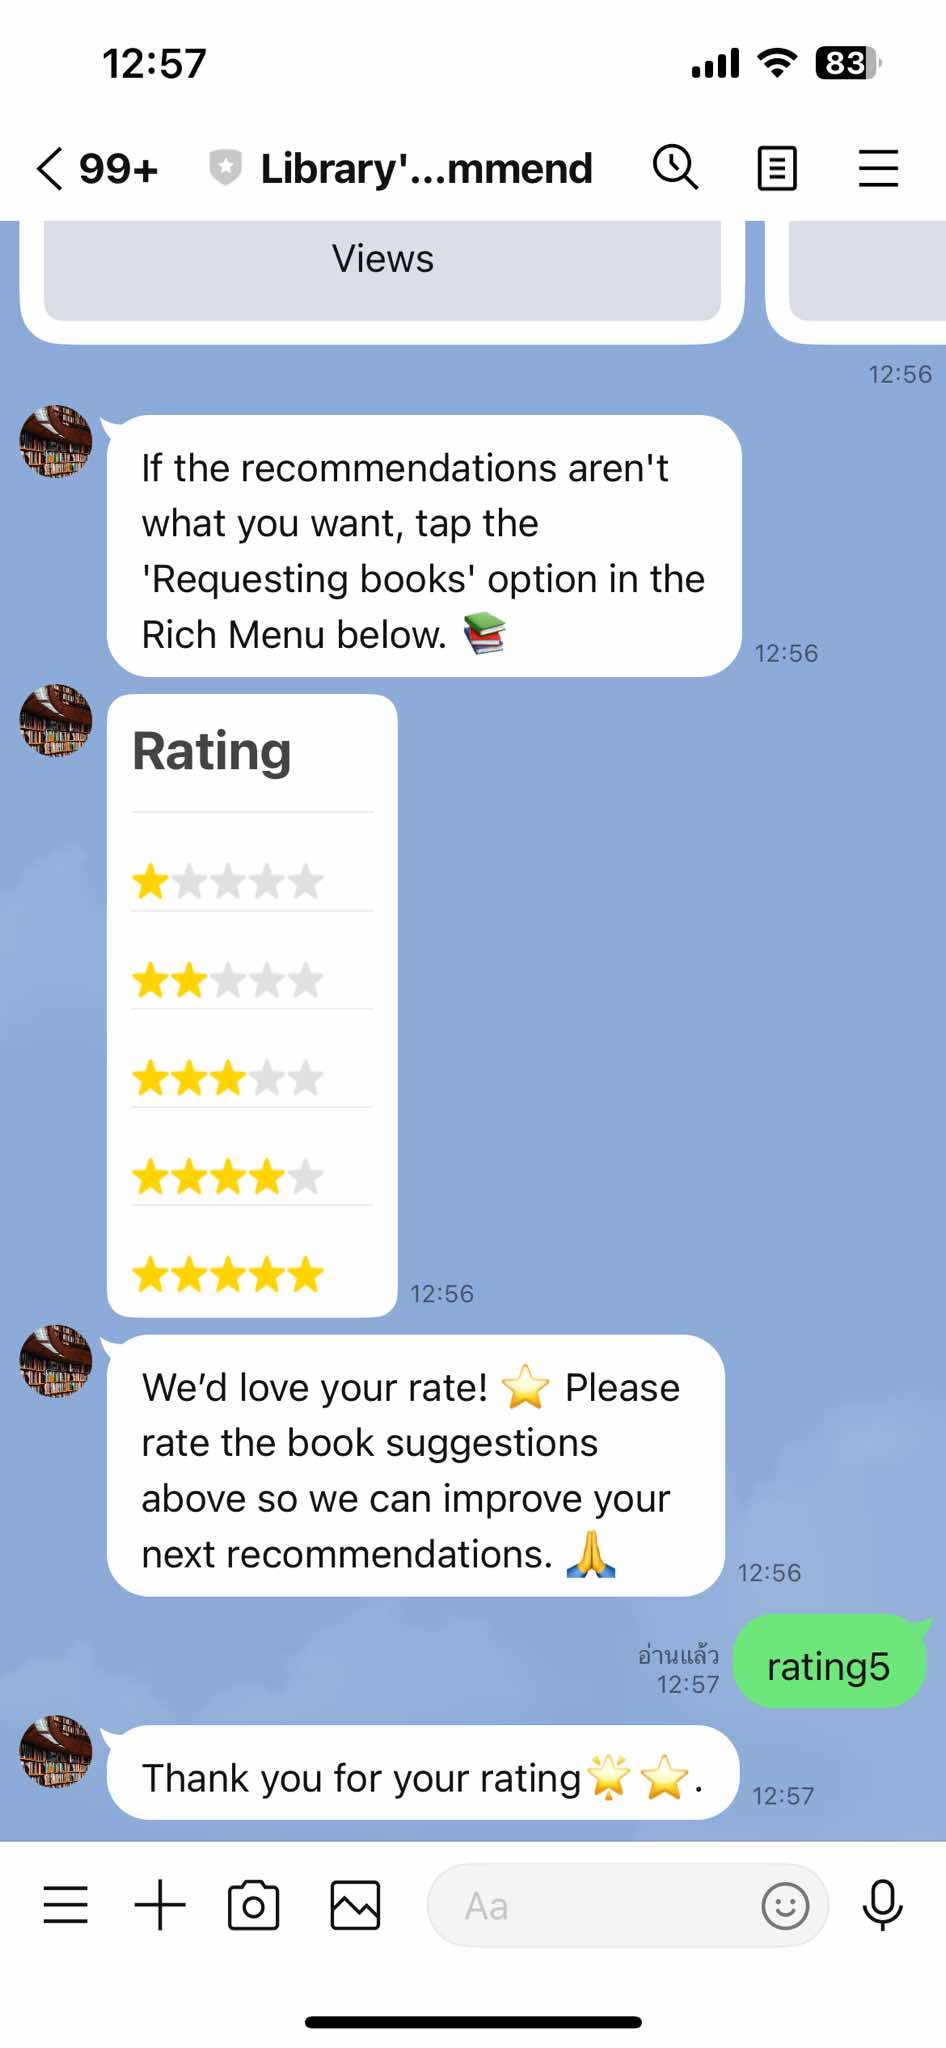 12:57
83
99+
Library'...mmend
Views
12:56
If the recommendations aren't
what you want, tap the
'Requesting books' option in the
Rich Menu below. 📚
12:56
Rating
12:56
We’d love your rate! ⭐ Please
rate the book suggestions
above so we can improve your
next recommendations. 🙏
12:56
อ่านแล้ว
12:57
rating5
Thank you for your rating🌟⭐.
12:57
Aa